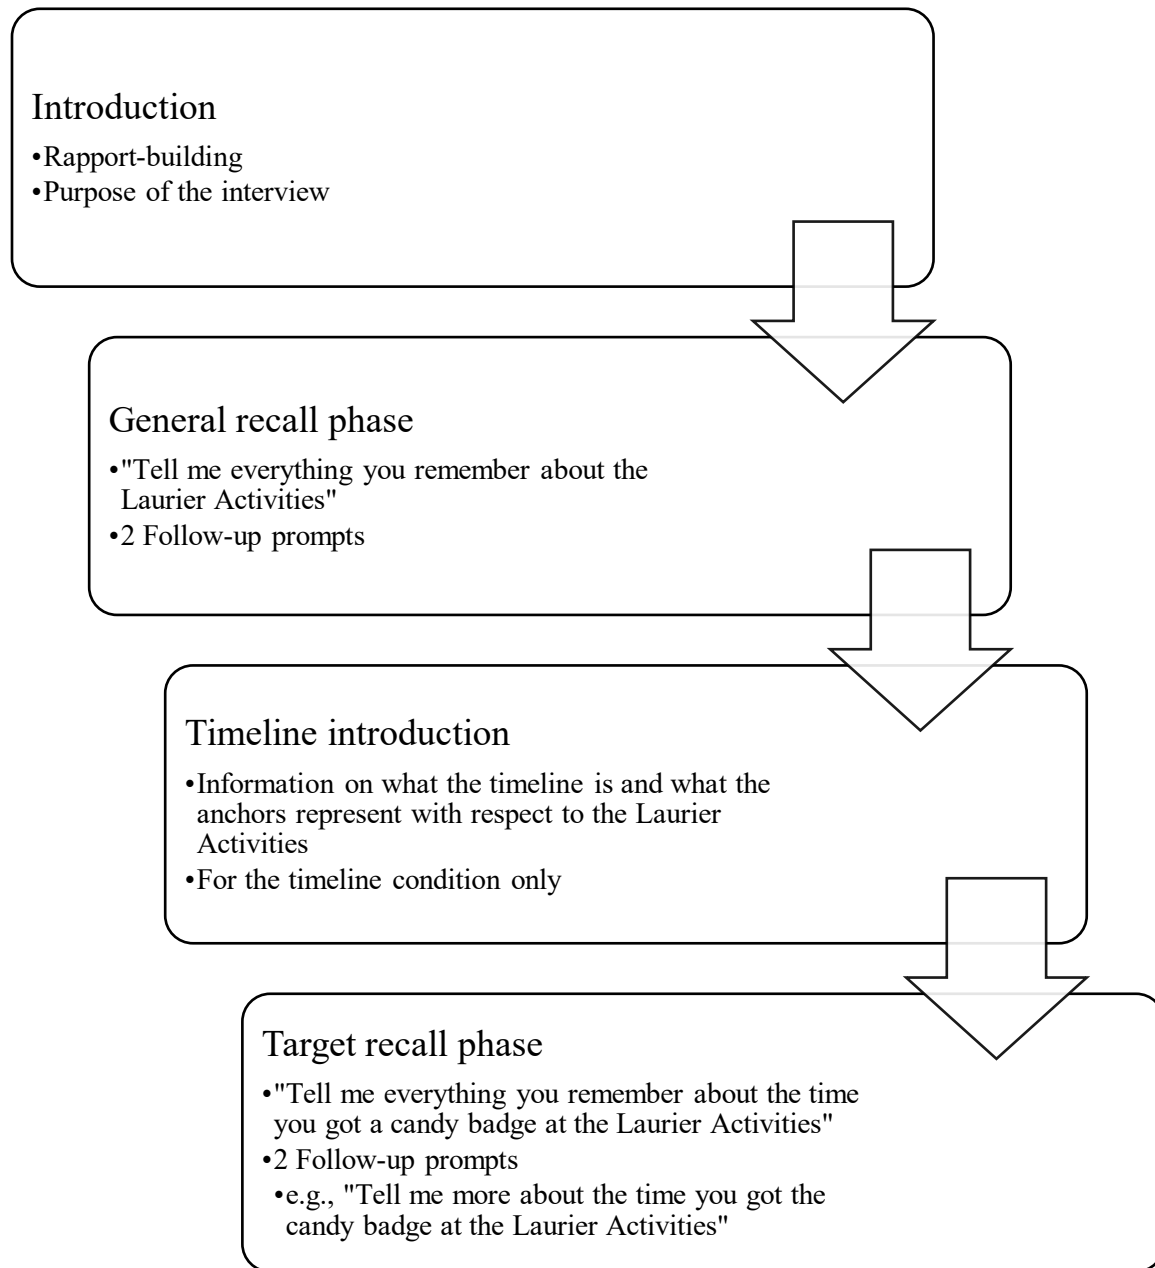 Introduction
•Rapport-building
•Purpose of the interview
General recall phase
•"Tell me everything you remember about the
Laurier Activities"
•2 Follow-up prompts
Timeline introduction
•Information on what the timeline is and what the
anchors represent with respect to the Laurier
Activities
•For the timeline condition only
Target recall phase
•"Tell me everything you remember about the time
you got a candy badge at the Laurier Activities"
•2 Follow-up prompts
•e.g., "Tell me more about the time you got the
candy badge at the Laurier Activities"